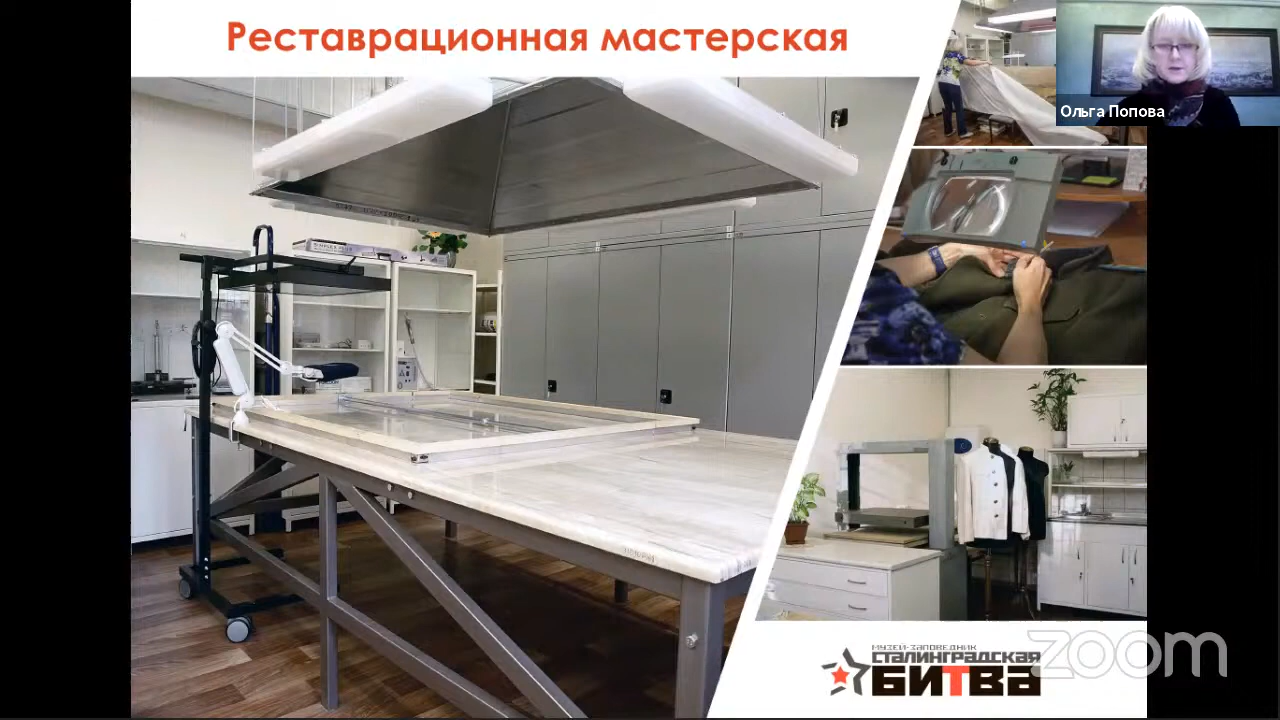 Реставрационная мастерская
Ольга Попова
МУЗЕЙ-ЗАПОВЕДНИК
СТАЛИНГРАДСКАЯ
БИТВА
zoom